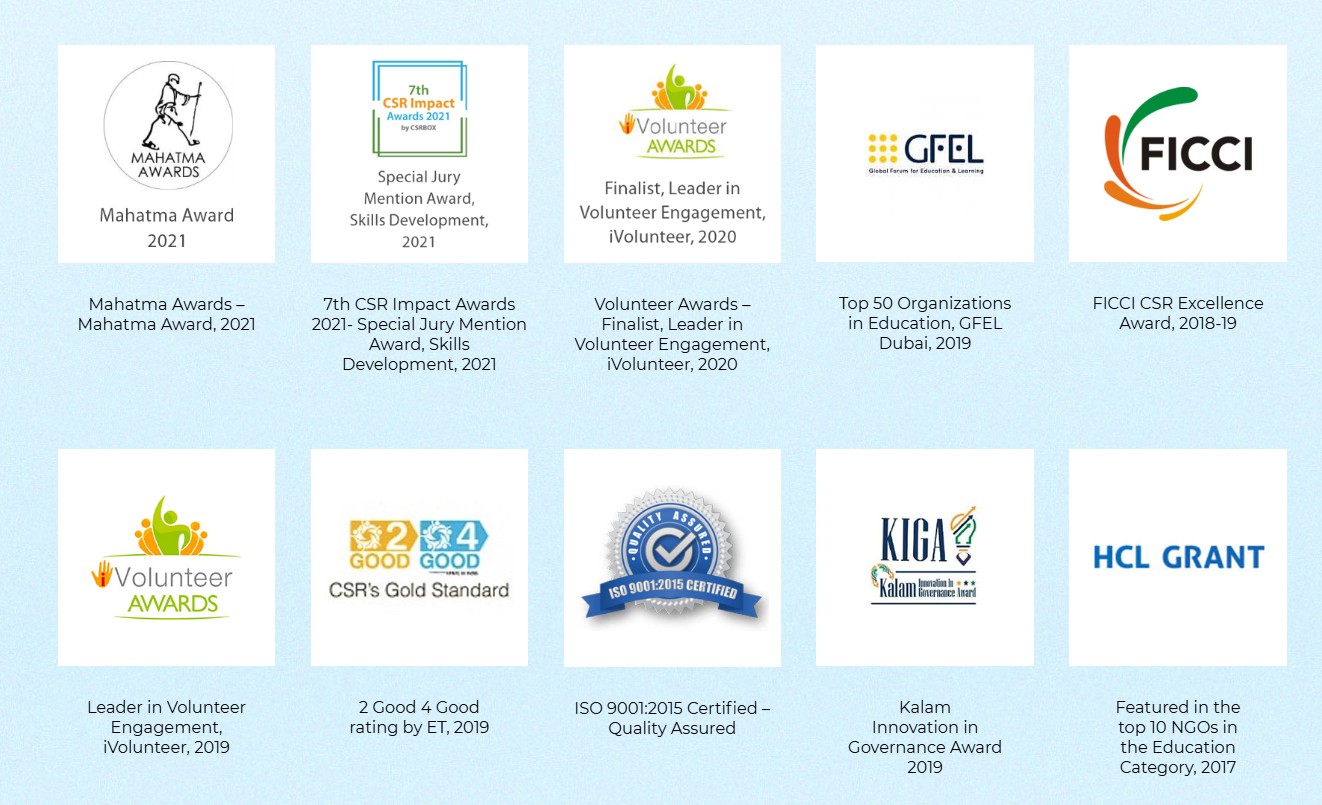 MAHATMA
AWARDS
Mahatma Award
2021
Mahatma Awards –
Mahatma Award, 2021
7th
CSR Impact
Awards 2021
by CSRBOX
Special Jury
Mention Award,
Skills Development,
2021
7th CSR Impact Awards
2021- Special Jury Mention
Award, Skills
Development, 2021
iVolunteer
AWARDS
Finalist, Leader in
Volunteer Engagement,
iVolunteer, 2020
Volunteer Awards –
Finalist, Leader in
Volunteer Engagement,
iVolunteer, 2020
GFEL
Global Forum for Education & Learning
Top 50 Organizations
in Education, GFEL
Dubai, 2019
FICCI
FICCI CSR Excellence
Award, 2018-19
iVolunteer
AWARDS
Leader in Volunteer
Engagement,
iVolunteer, 2019
2 4
GOOD GOOD
CSR's Gold Standard
2 Good 4 Good
rating by ET, 2019
QUALITY ASSURED
ISO 9001:2015 CERTIFIED
ISO 9001:2015 Certified –
Quality Assured
KIGA
Kalam Innovation in
Governance Award
Kalam
Innovation in
Governance Award
2019
HCL GRANT
Featured in the
top 10 NGOs in
the Education
Category, 2017